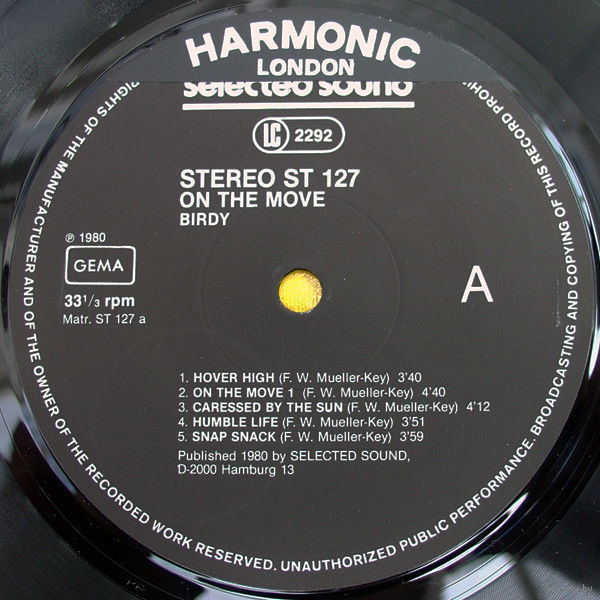 HARMONIC
LONDON
selected sound
LC 2292
STEREO ST 127
ON THE MOVE
BIRDY
℗ 1980
GEMA
33 1/3 rpm
Matr. ST 127 a
A
1. HOVER HIGH (F. W. Mueller-Key) 3'40
2. ON THE MOVE 1 (F. W. Mueller-Key) 4'40
3. CARESSED BY THE SUN (F. W. Mueller-Key) 4'12
4. HUMBLE LIFE (F. W. Mueller-Key) 3'51
5. SNAP SNACK (F. W. Mueller-Key) 3'59
Published 1980 by SELECTED SOUND,
D-2000 Hamburg 13
RIGHTS OF THE MANUFACTURER AND OF THE OWNER OF THE RECORDED WORK RESERVED. UNAUTHORIZED PUBLIC PERFORMANCE. BROADCASTING AND COPYING OF THIS RECORD PROHI